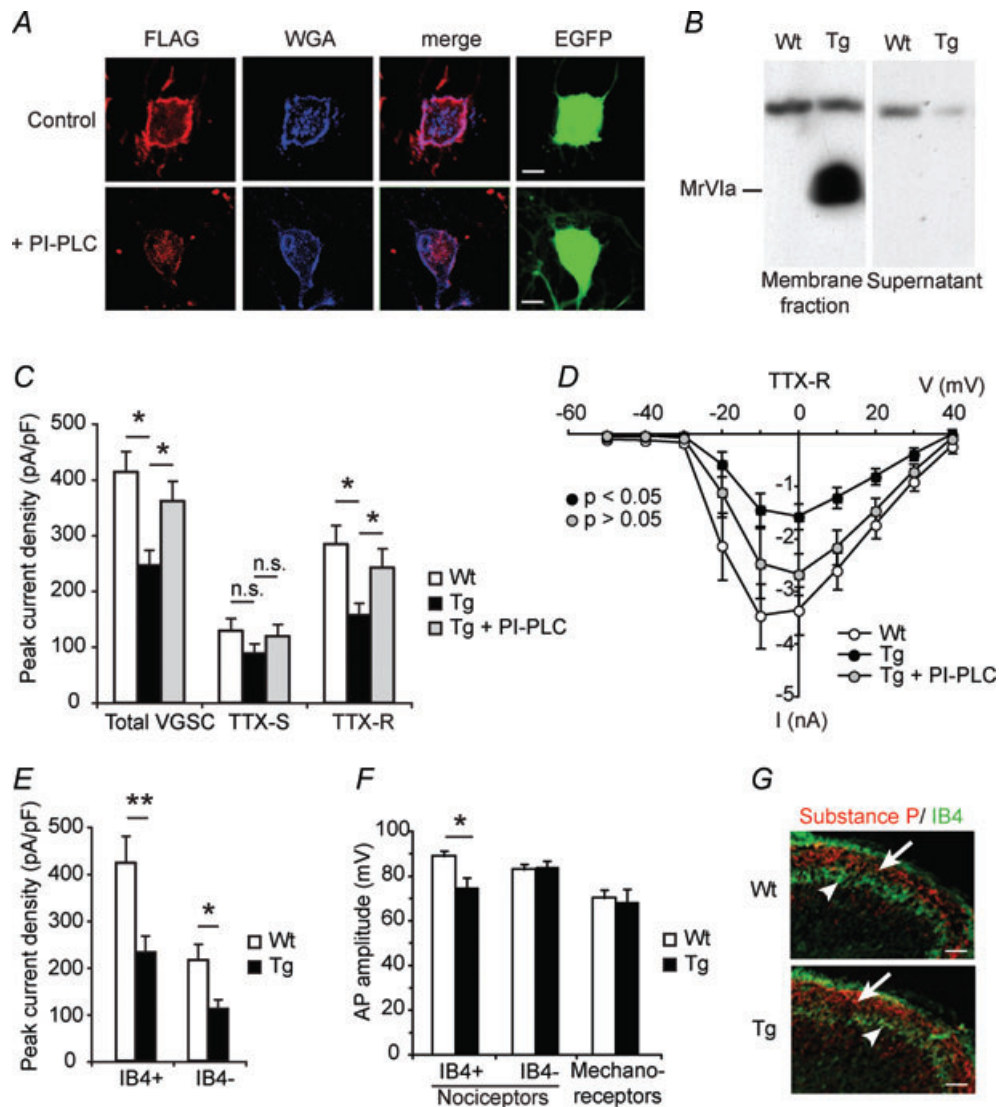 A
FLAG WGA merge EGFP
Control
+ PI-PLC
B
Wt Tg Wt Tg
MrVIa
Membrane fraction
Supernatant
C
Peak current density (pA/pF)
500
400
300
200
100
0
* *
n.s. n.s.
* *
Wt
Tg
Tg + PI-PLC
Total VGSC TTX-S TTX-R
D
TTX-R
V (mV)
-60 -40 -20 0 20 40
p < 0.05
p > 0.05
-1
-2
-3
-4
-5
I (nA)
Wt
Tg
Tg + PI-PLC
E
Peak current density (pA/pF)
500
400
300
200
100
0
**
*
Wt
Tg
IB4+ IB4-
F
AP amplitude (mV)
100
80
60
40
20
0
*
Wt
Tg
IB4+ IB4- Mechano-
Nociceptors receptors
G
Substance P/ IB4
Wt
Tg